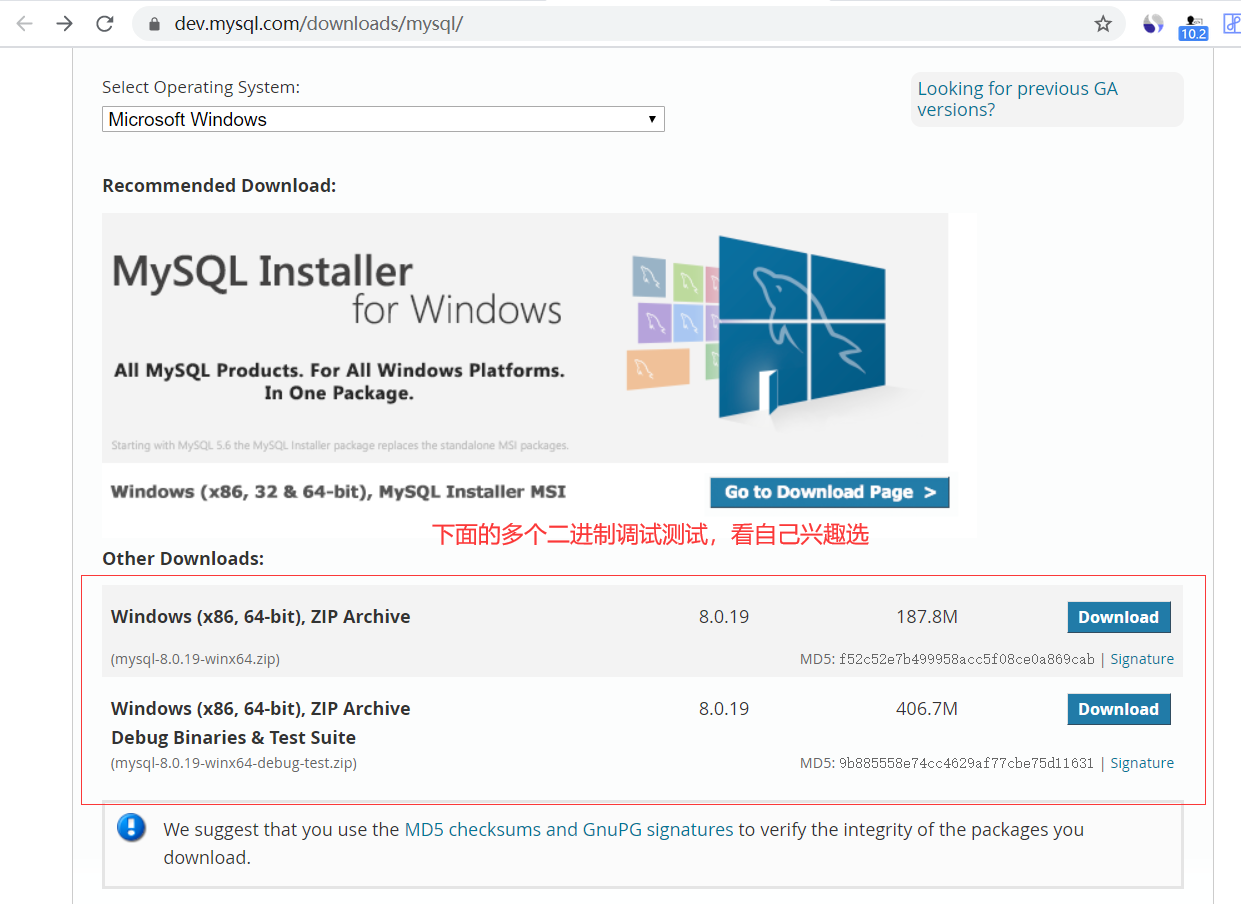 dev.mysql.com/downloads/mysql/
10.2
Select Operating System:
Microsoft Windows
Looking for previous GA
versions?
Recommended Download:
MySQL Installer
for Windows
All MySQL Products. For All Windows Platforms.
In One Package.
Starting with MySQL 5.6 the MySQL Installer package replaces the standalone MSI packages.
Windows (x86, 32 & 64-bit), MySQL Installer MSI
Go to Download Page >
下面的多个二进制调试测试，看自己兴趣选
Other Downloads:
Windows (x86, 64-bit), ZIP Archive 8.0.19 187.8M Download
(mysql-8.0.19-winx64.zip) MD5: f52c52e7b499958acc5f08ce0a869cab | Signature
Windows (x86, 64-bit), ZIP Archive 8.0.19 406.7M Download
Debug Binaries & Test Suite
(mysql-8.0.19-winx64-debug-test.zip) MD5: 9b885558e74cc4629af77cbe75d11631 | Signature
We suggest that you use the MD5 checksums and GnuPG signatures to verify the integrity of the packages you
download.